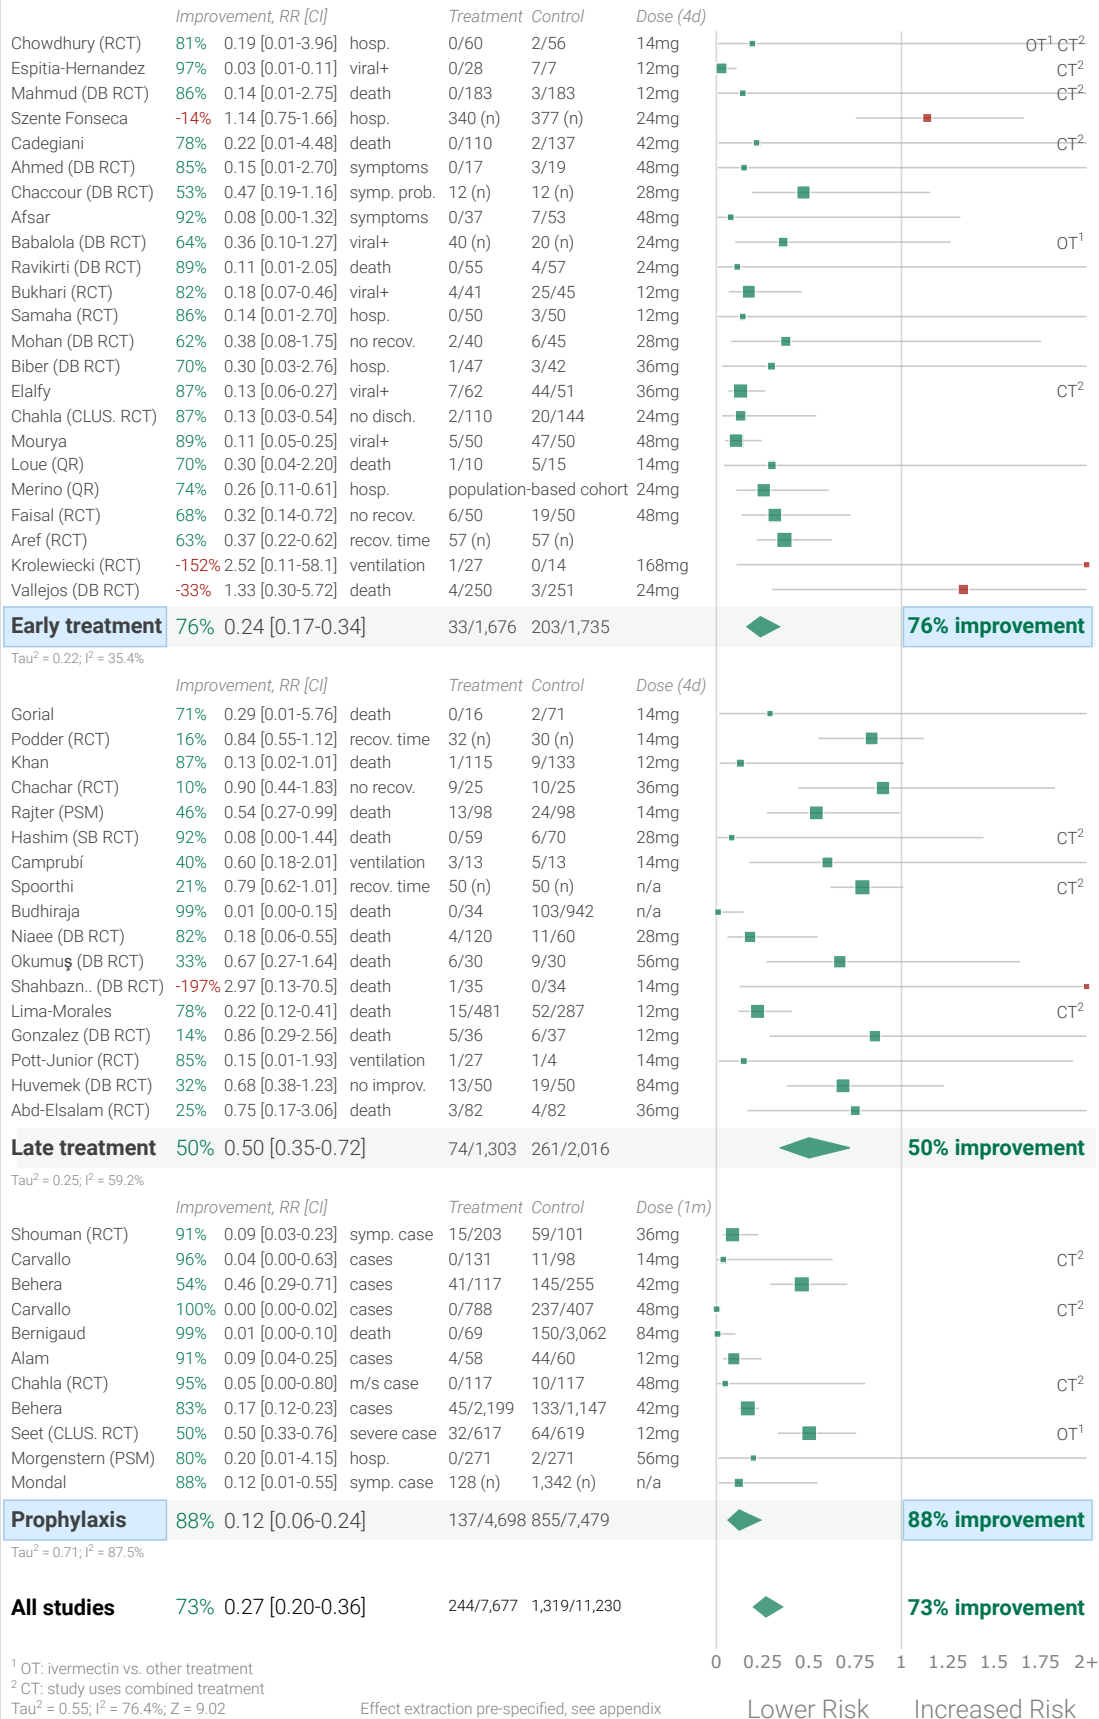 Improvement, RR [CI] Treatment Control Dose (4d)
Chowdhury (RCT) 81% 0.19 [0.01-3.96] hosp. 0/60 2/56 14mg OT¹ CT²
Espitia-Hernandez 97% 0.03 [0.01-0.11] viral+ 0/28 7/7 12mg CT²
Mahmud (DB RCT) 86% 0.14 [0.01-2.75] death 0/183 3/183 12mg CT²
Szente Fonseca -14% 1.14 [0.75-1.66] hosp. 340 (n) 377 (n) 24mg
Cadegiani 78% 0.22 [0.01-4.48] death 0/110 2/137 42mg CT²
Ahmed (DB RCT) 85% 0.15 [0.01-2.70] symptoms 0/17 3/19 48mg
Chaccour (DB RCT) 53% 0.47 [0.19-1.16] symp. prob. 12 (n) 12 (n) 28mg
Afsar 92% 0.08 [0.00-1.32] symptoms 0/37 7/53 48mg
Babalola (DB RCT) 64% 0.36 [0.10-1.27] viral+ 40 (n) 20 (n) 24mg OT¹
Ravikirti (DB RCT) 89% 0.11 [0.01-2.05] death 0/55 4/57 24mg
Bukhari (RCT) 82% 0.18 [0.07-0.46] viral+ 4/41 25/45 12mg
Samaha (RCT) 86% 0.14 [0.01-2.70] hosp. 0/50 3/50 12mg
Mohan (DB RCT) 62% 0.38 [0.08-1.75] no recov. 2/40 6/45 28mg
Biber (DB RCT) 70% 0.30 [0.03-2.76] hosp. 1/47 3/42 36mg
Elalfy 87% 0.13 [0.06-0.27] viral+ 7/62 44/51 36mg CT²
Chahla (CLUS. RCT) 87% 0.13 [0.03-0.54] no disch. 2/110 20/144 24mg
Mourya 89% 0.11 [0.05-0.25] viral+ 5/50 47/50 48mg
Loue (QR) 70% 0.30 [0.04-2.20] death 1/10 5/15 14mg
Merino (QR) 74% 0.26 [0.11-0.61] hosp. population-based cohort 24mg
Faisal (RCT) 68% 0.32 [0.14-0.72] no recov. 6/50 19/50 48mg
Aref (RCT) 63% 0.37 [0.22-0.62] recov. time 57 (n) 57 (n)
Krolewiecki (RCT) -152% 2.52 [0.11-58.1] ventilation 1/27 0/14 168mg
Vallejos (DB RCT) -33% 1.33 [0.30-5.72] death 4/250 3/251 24mg
Early treatment 76% 0.24 [0.17-0.34] 33/1,676 203/1,735 76% improvement
Tau² = 0.22; I² = 35.4%
Improvement, RR [CI] Treatment Control Dose (4d)
Gorial 71% 0.29 [0.01-5.76] death 0/16 2/71 14mg
Podder (RCT) 16% 0.84 [0.55-1.12] recov. time 32 (n) 30 (n) 14mg
Khan 87% 0.13 [0.02-1.01] death 1/115 9/133 12mg
Chachar (RCT) 10% 0.90 [0.44-1.83] no recov. 9/25 10/25 36mg
Rajter (PSM) 46% 0.54 [0.27-0.99] death 13/98 24/98 14mg
Hashim (SB RCT) 92% 0.08 [0.00-1.44] death 0/59 6/70 28mg CT²
Camprubí 40% 0.60 [0.18-2.01] ventilation 3/13 5/13 14mg
Spoorthi 21% 0.79 [0.62-1.01] recov. time 50 (n) 50 (n) n/a CT²
Budhiraja 99% 0.01 [0.00-0.15] death 0/34 103/942 n/a
Niaee (DB RCT) 82% 0.18 [0.06-0.55] death 4/120 11/60 28mg
Okumuş (DB RCT) 33% 0.67 [0.27-1.64] death 6/30 9/30 56mg
Shahbazn.. (DB RCT) -197% 2.97 [0.13-70.5] death 1/35 0/34 14mg
Lima-Morales 78% 0.22 [0.12-0.41] death 15/481 52/287 12mg CT²
Gonzalez (DB RCT) 14% 0.86 [0.29-2.56] death 5/36 6/37 12mg
Pott-Junior (RCT) 85% 0.15 [0.01-1.93] ventilation 1/27 1/4 14mg
Huvemek (DB RCT) 32% 0.68 [0.38-1.23] no improv. 13/50 19/50 84mg
Abd-Elsalam (RCT) 25% 0.75 [0.17-3.06] death 3/82 4/82 36mg
Late treatment 50% 0.50 [0.35-0.72] 74/1,303 261/2,016 50% improvement
Tau² = 0.25; I² = 59.2%
Improvement, RR [CI] Treatment Control Dose (1m)
Shouman (RCT) 91% 0.09 [0.03-0.23] symp. case 15/203 59/101 36mg
Carvallo 96% 0.04 [0.00-0.63] cases 0/131 11/98 14mg CT²
Behera 54% 0.46 [0.29-0.71] cases 41/117 145/255 42mg
Carvallo 100% 0.00 [0.00-0.02] cases 0/788 237/407 48mg CT²
Bernigaud 99% 0.01 [0.00-0.10] death 0/69 150/3,062 84mg
Alam 91% 0.09 [0.04-0.25] cases 4/58 44/60 12mg
Chahla (RCT) 95% 0.05 [0.00-0.80] m/s case 0/117 10/117 48mg CT²
Behera 83% 0.17 [0.12-0.23] cases 45/2,199 133/1,147 42mg
Seet (CLUS. RCT) 50% 0.50 [0.33-0.76] severe case 32/617 64/619 12mg OT¹
Morgenstern (PSM) 80% 0.20 [0.01-4.15] hosp. 0/271 2/271 56mg
Mondal 88% 0.12 [0.01-0.55] symp. case 128 (n) 1,342 (n) n/a
Prophylaxis 88% 0.12 [0.06-0.24] 137/4,698 855/7,479 88% improvement
Tau² = 0.71; I² = 87.5%
All studies 73% 0.27 [0.20-0.36] 244/7,677 1,319/11,230 73% improvement
0 0.25 0.5 0.75 1 1.25 1.5 1.75 2+
¹ OT: ivermectin vs. other treatment
² CT: study uses combined treatment
Tau² = 0.55; I² = 76.4%; Z = 9.02 Effect extraction pre-specified, see appendix Lower Risk Increased Risk